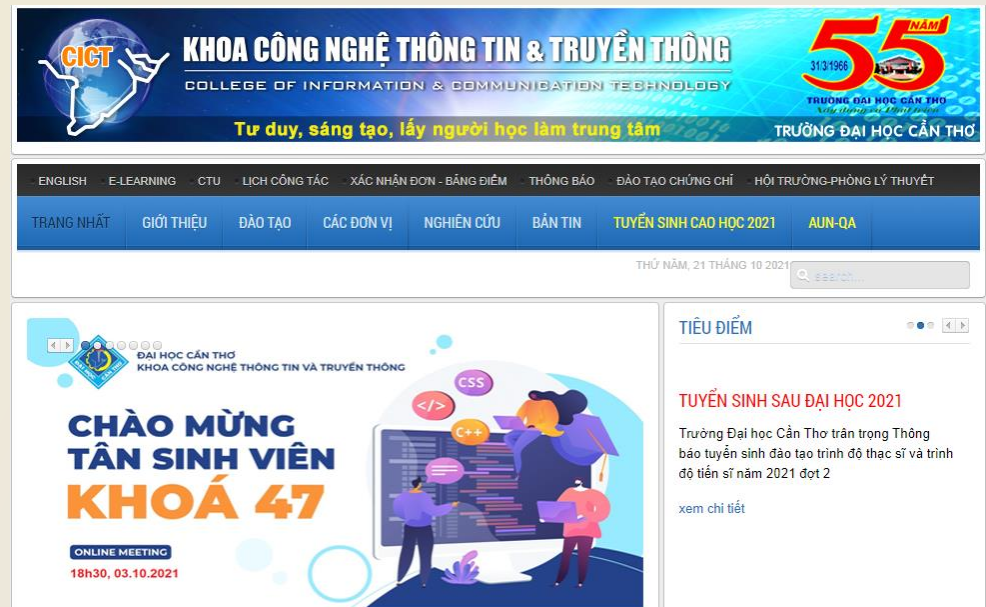 CICT
KHOA CÔNG NGHỆ THÔNG TIN & TRUYỀN THÔNG
COLLEGE OF INFORMATION & COMMUNICATION TECHNOLOGY
Tư duy, sáng tạo, lấy người học làm trung tâm
55
NĂM
31/3/1966
TRƯỜNG ĐẠI HỌC CẦN THƠ
Xây dựng và Phát triển
TRƯỜNG ĐẠI HỌC CẦN THƠ
ENGLISH E-LEARNING CTU LỊCH CÔNG TÁC XÁC NHẬN ĐƠN - BẢNG ĐIỂM THÔNG BÁO ĐÀO TẠO CHỨNG CHỈ HỘI TRƯỜNG-PHÒNG LÝ THUYẾT
TRANG NHẤT GIỚI THIỆU ĐÀO TẠO CÁC ĐƠN VỊ NGHIÊN CỨU BẢN TIN TUYỂN SINH CAO HỌC 2021 AUN-QA
THỨ NĂM, 21 THÁNG 10 2021
search...
ĐẠI HỌC CẦN THƠ
KHOA CÔNG NGHỆ THÔNG TIN VÀ TRUYỀN THÔNG
CHÀO MỪNG
TÂN SINH VIÊN
KHOÁ 47
ONLINE MEETING
18h30, 03.10.2021
CSS
</>
C++
TIÊU ĐIỂM
TUYỂN SINH SAU ĐẠI HỌC 2021
Trường Đại học Cần Thơ trân trọng Thông
báo tuyển sinh đào tạo trình độ thạc sĩ và trình
độ tiến sĩ năm 2021 đợt 2
xem chi tiết